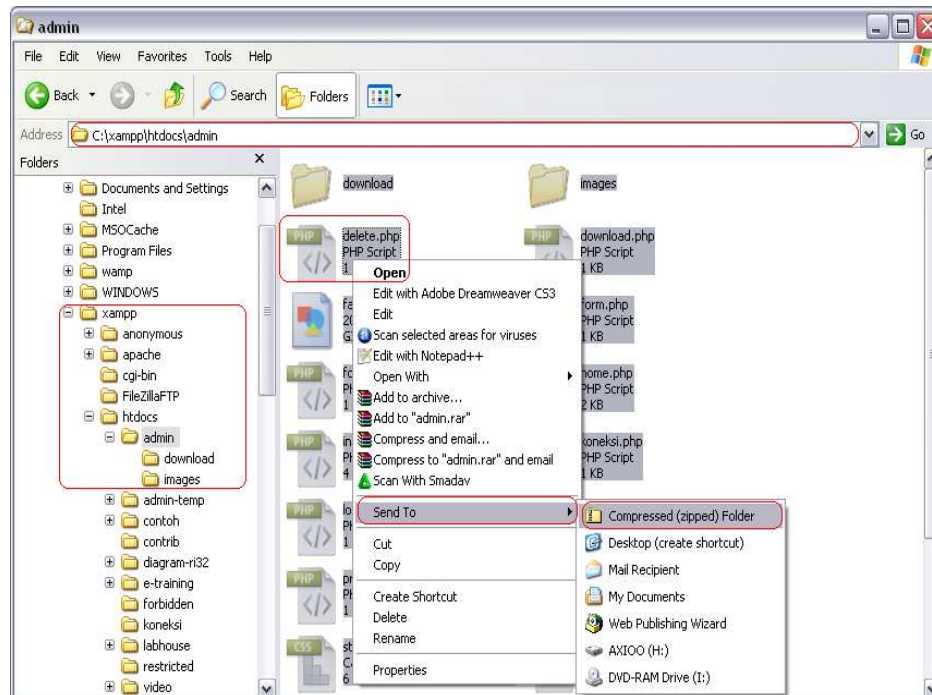 admin
File Edit View Favorites Tools Help
Back Search Folders
Address C:\xampp\htdocs\admin Go
Folders
Documents and Settings
Intel
MSOCache
Program Files
wamp
WINDOWS
xampp
anonymous
apache
cgi-bin
FileZillaFTP
htdocs
admin
download
images
admin-temp
contoh
contrib
diagram-ri32
e-training
forbidden
koneksi
labhouse
restricted
video
download
images
delete.php
PHP Script
1
download.php
PHP Script
1 KB
form.php
PHP Script
1 KB
home.php
PHP Script
2 KB
koneksi.php
PHP Script
1 KB
Open
Edit with Adobe Dreamweaver CS3
Edit
Scan selected areas for viruses
Edit with Notepad++
Open With
Add to archive...
Add to "admin.rar"
Compress and email...
Compress to "admin.rar" and email
Scan With Smadav
Send To
Cut
Copy
Create Shortcut
Delete
Rename
Properties
Compressed (zipped) Folder
Desktop (create shortcut)
Mail Recipient
My Documents
Web Publishing Wizard
AXIOO (H:)
DVD-RAM Drive (I:)